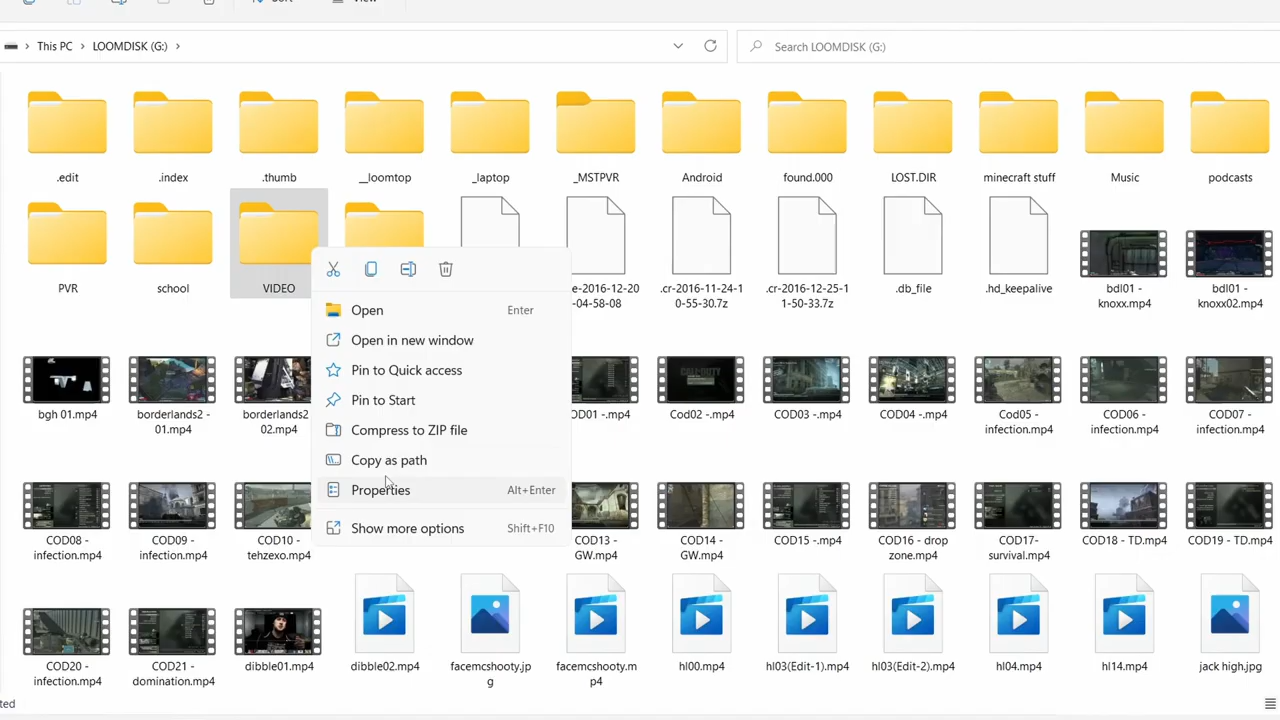 Sort
View
This PC
LOOMDISK (G:)
Search LOOMDISK (G:)
.edit
.index
.thumb
__loomtop
_laptop
_MSTPVR
Android
found.000
LOST.DIR
minecraft stuff
Music
podcasts
PVR
school
VIDEO
e-2016-12-20
-04-58-08
.cr-2016-11-24-1
0-55-30.7z
.cr-2016-12-25-1
1-50-33.7z
.db_file
.hd_keepalive
bdl01 -
knoxx.mp4
bdl01 -
knoxx02.mp4
Open Enter
Open in new window
Pin to Quick access
Pin to Start
Compress to ZIP file
Copy as path
Properties Alt+Enter
Show more options Shift+F10
bgh 01.mp4
borderlands2 -
01.mp4
borderlands2
02.mp4
OD01 -.mp4
Cod02 -.mp4
COD03 -.mp4
COD04 -.mp4
Cod05 -
infection.mp4
COD06 -
infection.mp4
COD07 -
infection.mp4
COD08 -
infection.mp4
COD09 -
infection.mp4
COD10 -
tehzexo.mp4
COD13 -
GW.mp4
COD14 -
GW.mp4
COD15 -.mp4
COD16 - drop
zone.mp4
COD17-
survival.mp4
COD18 - TD.mp4
COD19 - TD.mp4
COD20 -
infection.mp4
COD21 -
domination.mp4
dibble01.mp4
dibble02.mp4
facemcshooty.jp
g
facemcshooty.m
p4
hl00.mp4
hl03(Edit-1).mp4
hl03(Edit-2).mp4
hl04.mp4
hl14.mp4
jack high.jpg
ted